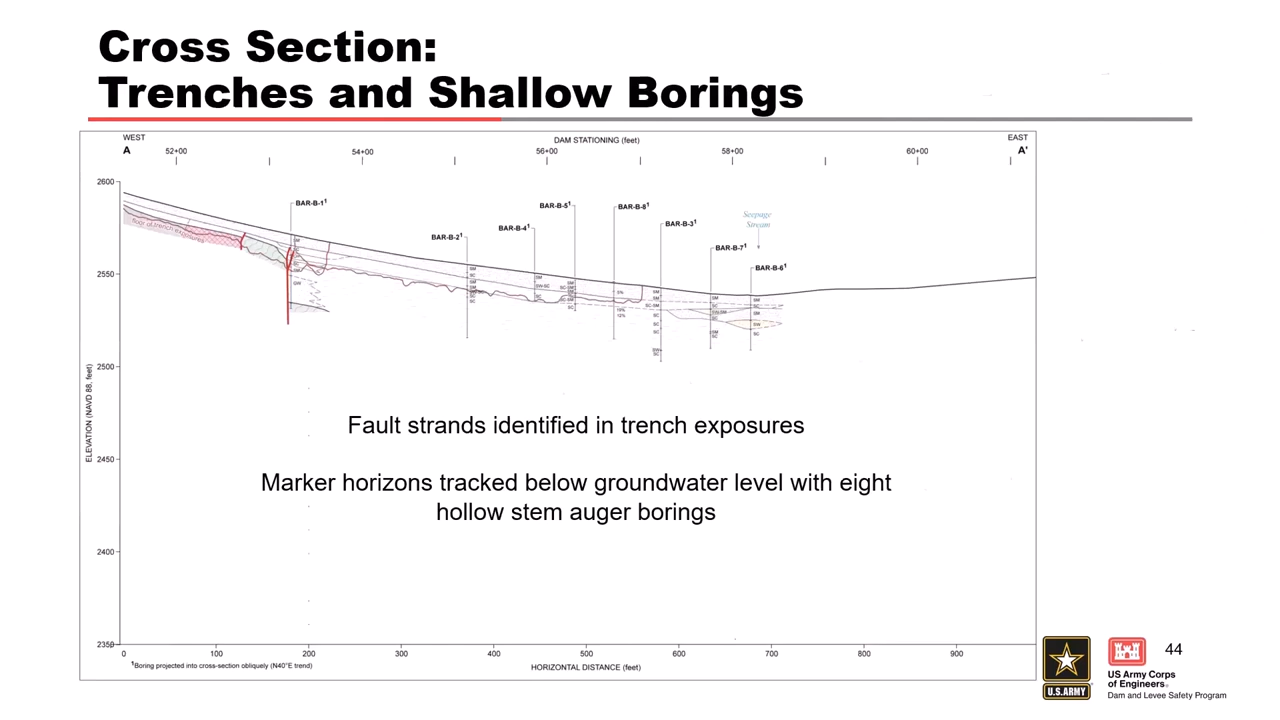 Cross Section:
Trenches and Shallow Borings
WEST
DAM STATIONING (feet)
EAST
A
52+00
54+00
56+00
58+00
60+00
A'
2600
2550
2500
2450
2400
2350
ELEVATION (NAVD 88, feet)
BAR-B-1¹
BAR-B-2¹
BAR-B-4¹
BAR-B-5¹
BAR-B-8¹
BAR-B-3¹
BAR-B-7¹
BAR-B-6¹
Seepage
Stream
floor of trench exposures
Fault strands identified in trench exposures
Marker horizons tracked below groundwater level with eight
hollow stem auger borings
0
100
200
300
400
500
600
700
800
900
¹Boring projected into cross-section obliquely (N40°E trend)
HORIZONTAL DISTANCE (feet)
U.S.ARMY
US Army Corps
of Engineers®
Dam and Levee Safety Program
44